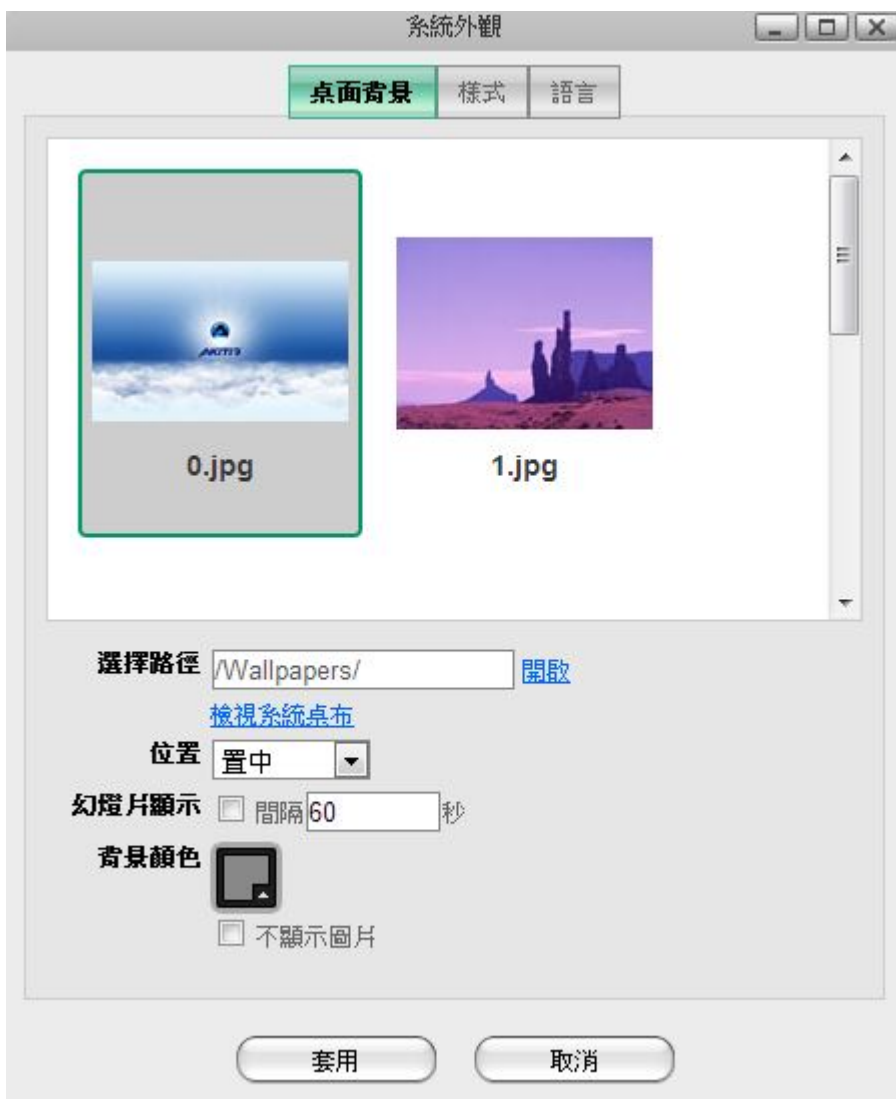 系統外觀
桌面背景 樣式 語言
AKiTiO
0.jpg 1.jpg
選擇路徑 /Wallpapers/ 開啟
檢視系統桌布
位置 置中
幻燈片顯示 間隔 60 秒
背景顏色
不顯示圖片
套用 取消